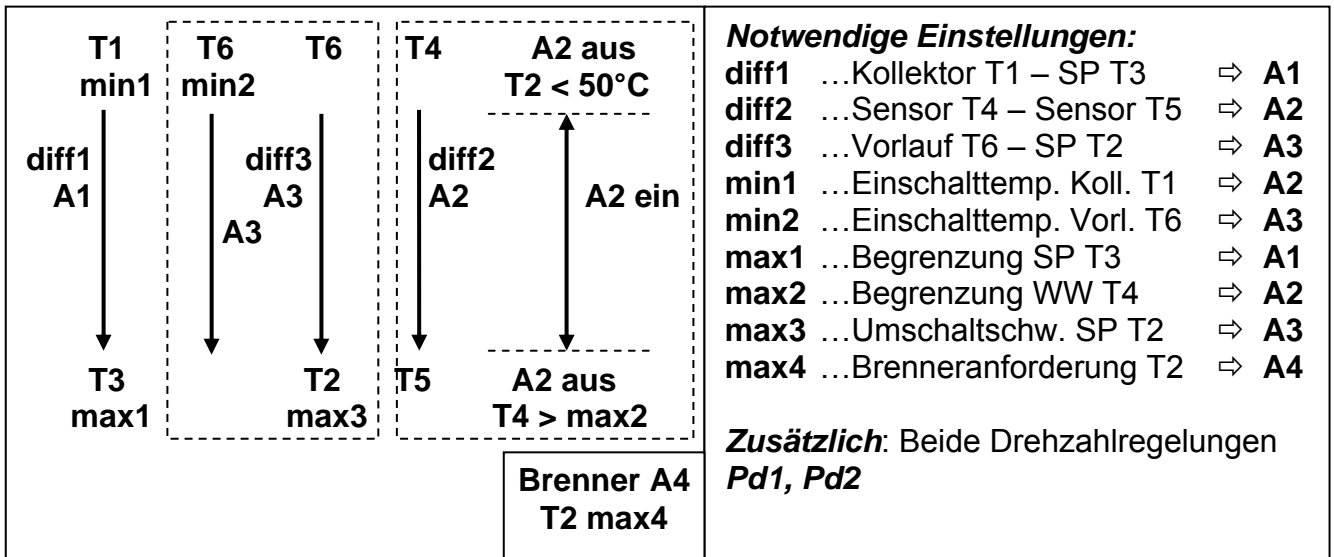 T1 T6 T6 T4 A2 aus
min1 min2 T2 < 50°C
diff1 diff3 diff2
A1 A3 A2 A2 ein
A3
T3 T2 T5 A2 aus
max1 max3 T4 > max2
Brenner A4
T2 max4
Notwendige Einstellungen:
diff1 …Kollektor T1 – SP T3 ⇨ A1
diff2 …Sensor T4 – Sensor T5 ⇨ A2
diff3 …Vorlauf T6 – SP T2 ⇨ A3
min1 …Einschalttemp. Koll. T1 ⇨ A2
min2 …Einschalttemp. Vorl. T6 ⇨ A3
max1 …Begrenzung SP T3 ⇨ A1
max2 …Begrenzung WW T4 ⇨ A2
max3 …Umschaltschw. SP T2 ⇨ A3
max4 …Brenneranforderung T2 ⇨ A4
Zusätzlich: Beide Drehzahlregelungen
Pd1, Pd2